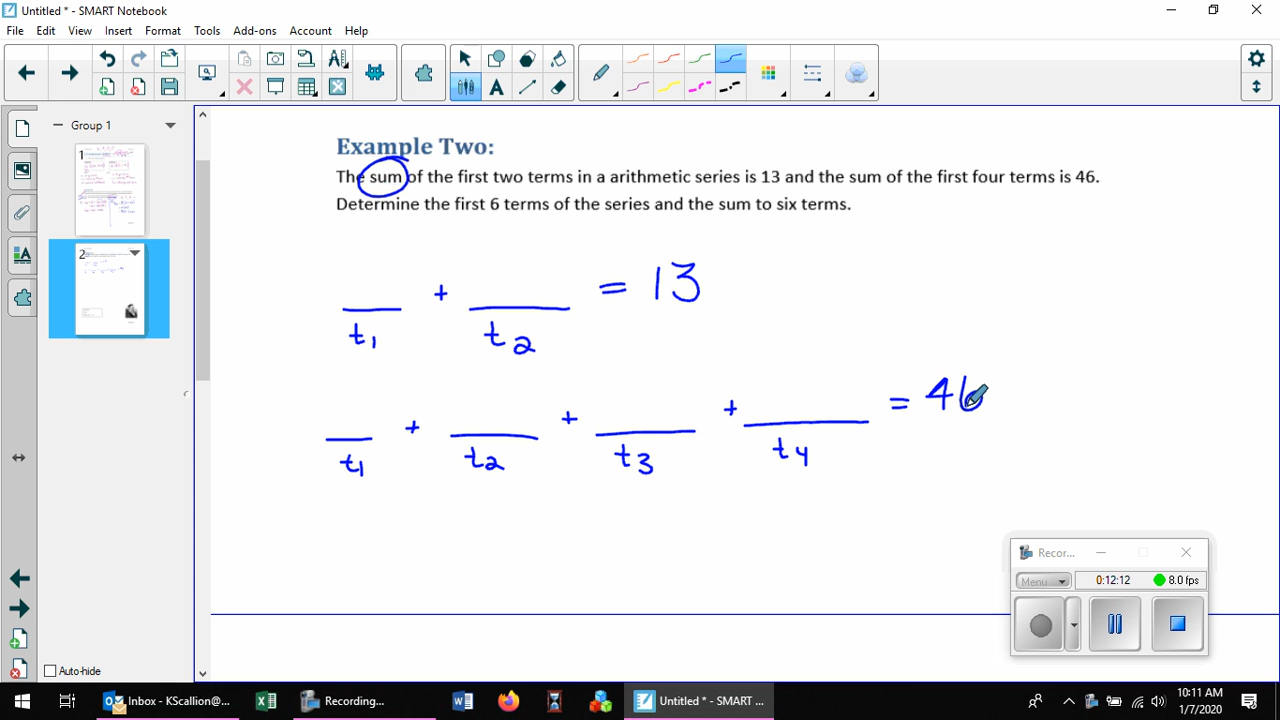 Untitled * - SMART Notebook
File Edit View Insert Format Tools Add-ons Account Help
Group 1
1
2
Example Two:
The sum of the first two terms in a arithmetic series is 13 and the sum of the first four terms is 46.
Determine the first 6 terms of the series and the sum to six terms.
+ = 13
t1 t2
+ + + = 46
t1 t2 t3 t4
Recor...
Menu 0:12:12 8.0 fps
Auto-hide
Inbox - KScallion@... Recording... Untitled * - SMART ... 10:11 AM
1/7/2020